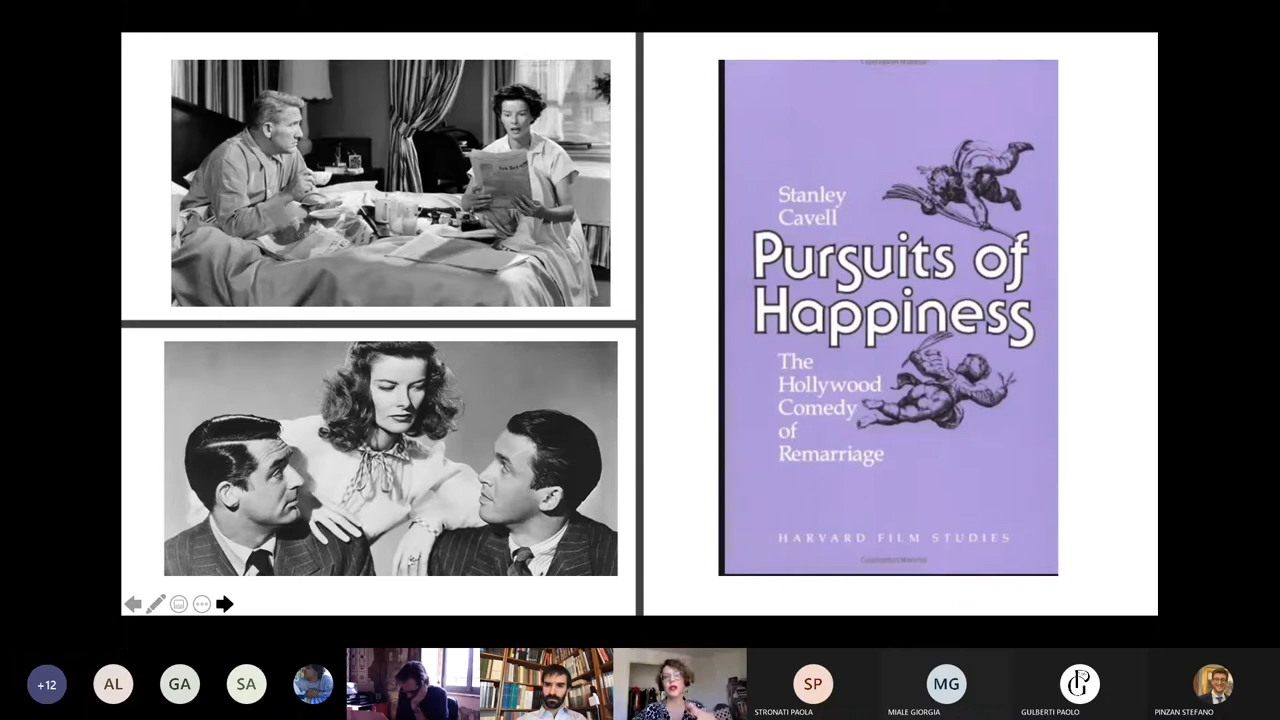 Stanley
Cavell
Pursuits of
Happiness
The
Hollywood
Comedy
of
Remarriage
HARVARD FILM STUDIES
+12
AL
GA
SA
SP
STRONATI PAOLA
MG
MIALE GIORGIA
GULBERTI PAOLO
PINZAN STEFANO